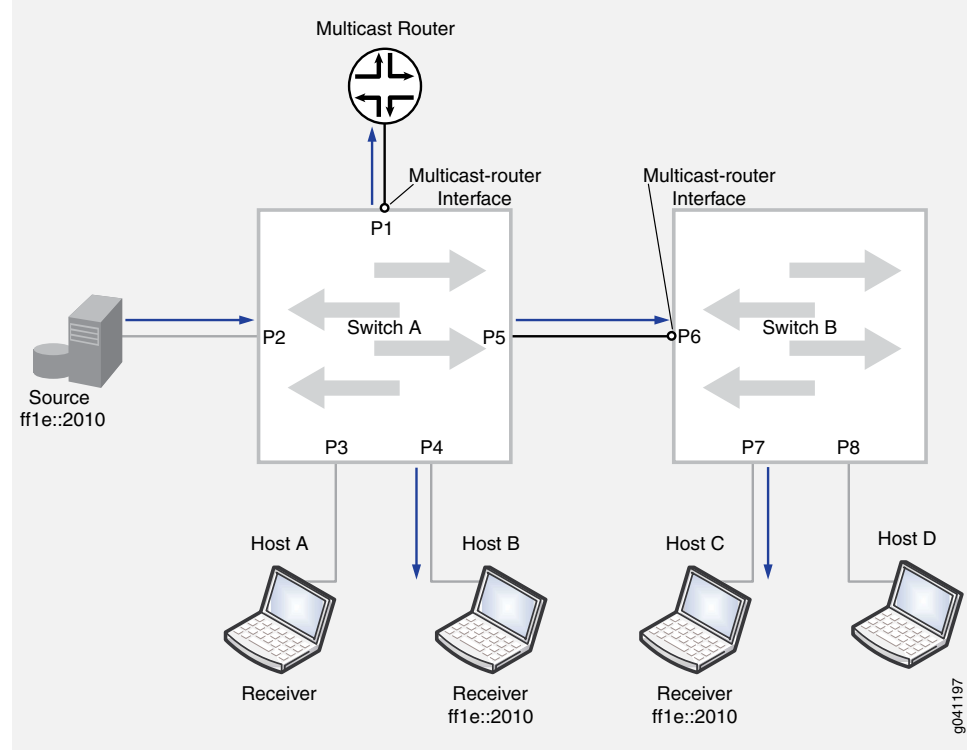 Multicast Router
Multicast-router
Interface
Multicast-router
Interface
P1
P2
Switch A
P5
P6
Switch B
Source
ff1e::2010
P3
P4
P7
P8
Host A
Host B
Host C
Host D
Receiver
Receiver
ff1e::2010
Receiver
ff1e::2010
g041197